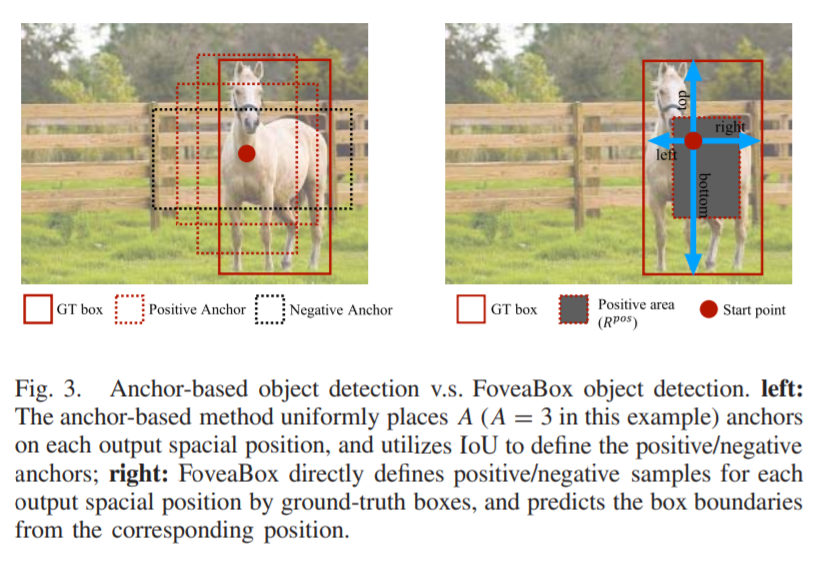 top
right
left
bottom
GT box
Positive Anchor
Negative Anchor
GT box
Positive area
(R^pos)
Start point
Fig. 3. Anchor-based object detection v.s. FoveaBox object detection. left:
The anchor-based method uniformly places A (A = 3 in this example) anchors
on each output spacial position, and utilizes IoU to define the positive/negative
anchors; right: FoveaBox directly defines positive/negative samples for each
output spacial position by ground-truth boxes, and predicts the box boundaries
from the corresponding position.